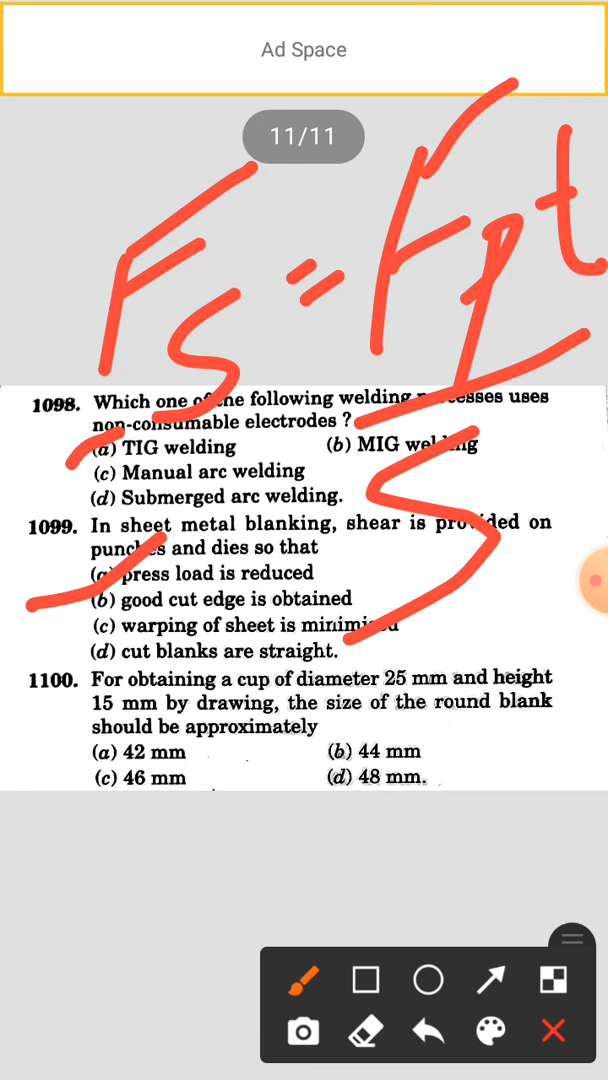 Ad Space
11/11
Fs = Fpt
S
1098. Which one of the following welding processes uses
non-consumable electrodes ?
(a) TIG welding (b) MIG welding
(c) Manual arc welding
(d) Submerged arc welding.
1099. In sheet metal blanking, shear is provided on
punches and dies so that
(a) press load is reduced
(b) good cut edge is obtained
(c) warping of sheet is minimised
(d) cut blanks are straight.
1100. For obtaining a cup of diameter 25 mm and height
15 mm by drawing, the size of the round blank
should be approximately
(a) 42 mm (b) 44 mm
(c) 46 mm (d) 48 mm.